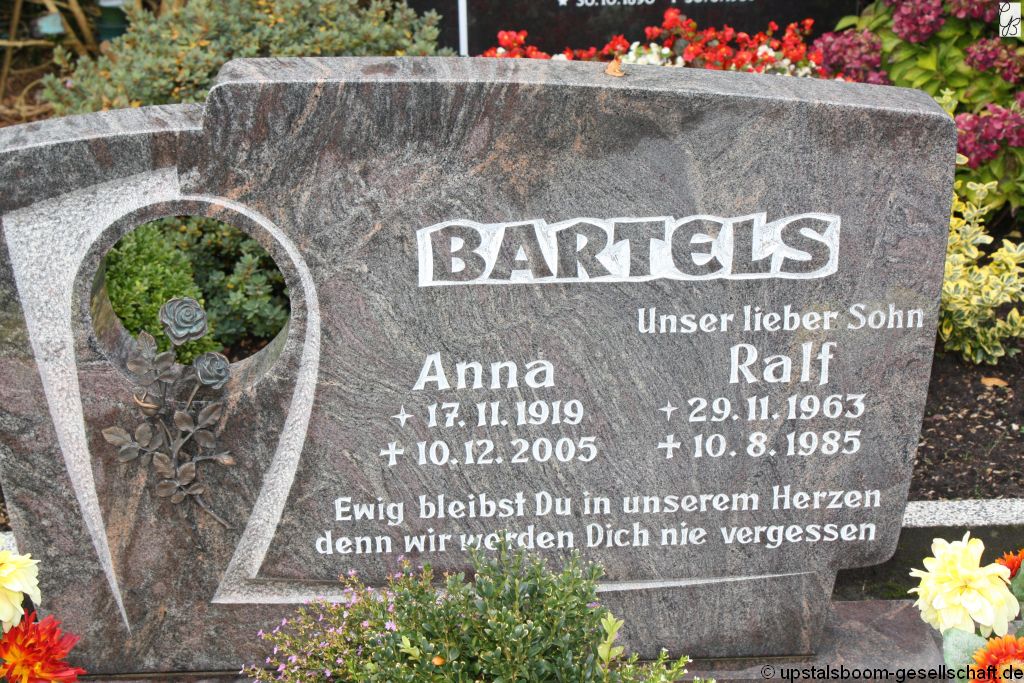 BARTELS
Unser lieber Sohn
Anna
Ralf
17. 11. 1919
29. 11. 1963
10. 12. 2005
10. 8. 1985
Ewig bleibst Du in unserem Herzen
denn wir werden Dich nie vergessen
© upstalsboom-gesellschaft.de